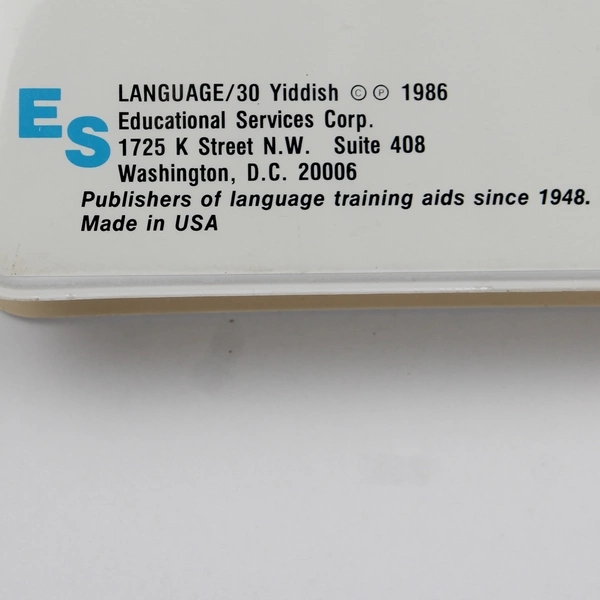 ES
LANGUAGE/30 Yiddish © ℗ 1986
Educational Services Corp.
1725 K Street N.W. Suite 408
Washington, D.C. 20006
Publishers of language training aids since 1948.
Made in USA